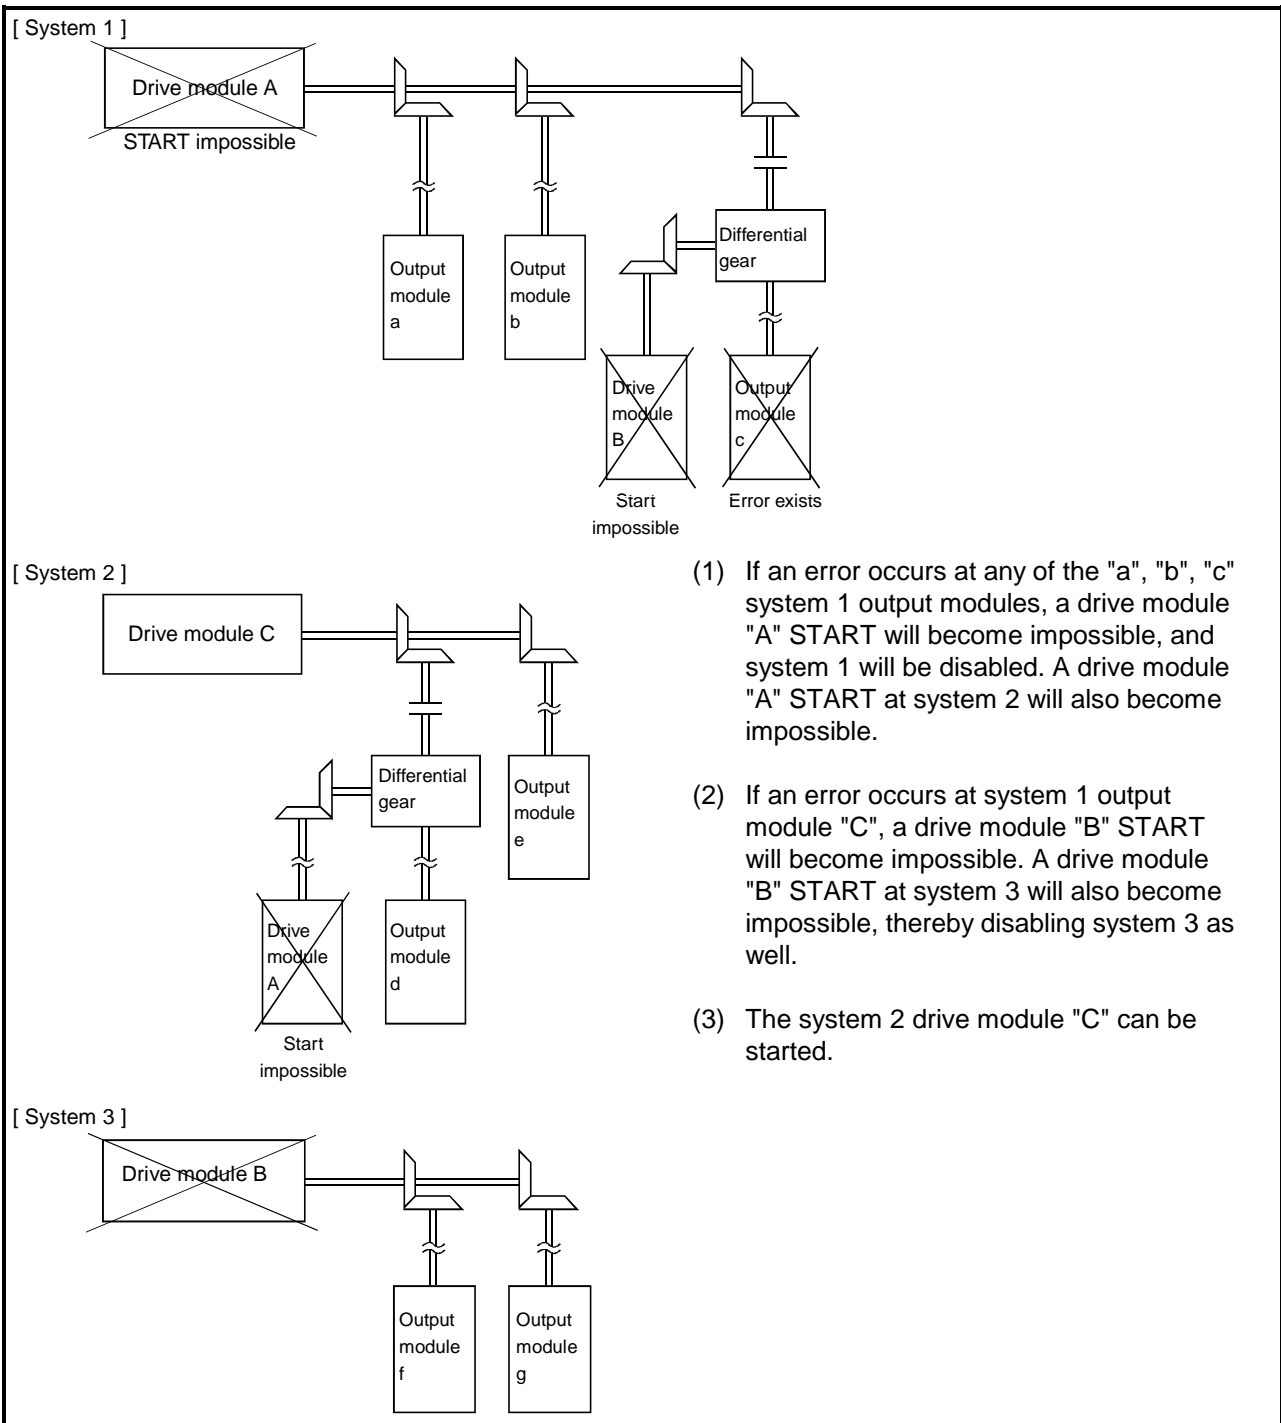 [ System 1 ]
Drive module A
START impossible
Output
module
a
Output
module
b
Differential
gear
Drive
module
B
Start
impossible
Output
module
c
Error exists
[ System 2 ]
Drive module C
Differential
gear
Output
module
e
Drive
module
A
Start
impossible
Output
module
d
(1) If an error occurs at any of the "a", "b", "c"
system 1 output modules, a drive module
"A" START will become impossible, and
system 1 will be disabled. A drive module
"A" START at system 2 will also become
impossible.
(2) If an error occurs at system 1 output
module "C", a drive module "B" START
will become impossible. A drive module
"B" START at system 3 will also become
impossible, thereby disabling system 3 as
well.
(3) The system 2 drive module "C" can be
started.
[ System 3 ]
Drive module B
Output
module
f
Output
module
g